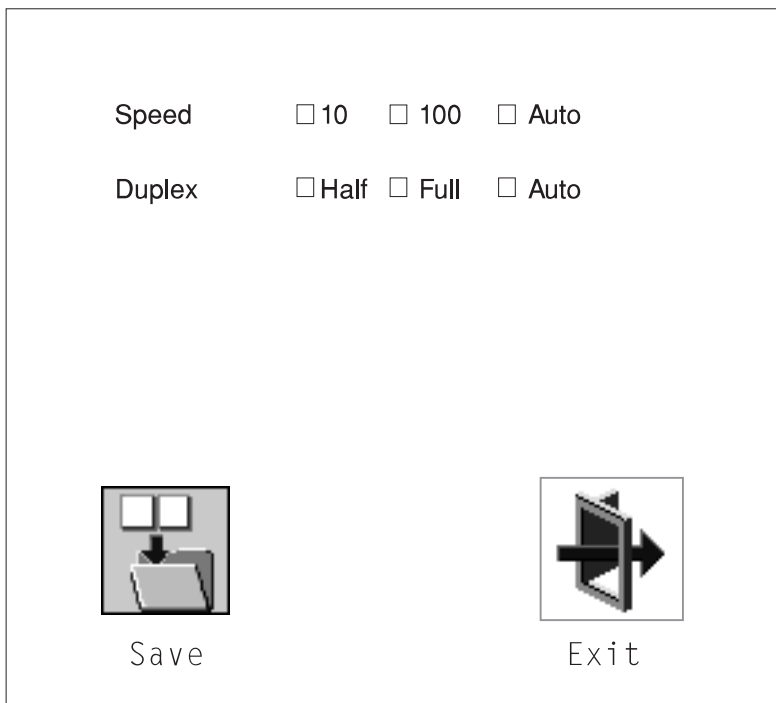 Speed □ 10 □ 100 □ Auto
Duplex □ Half □ Full □ Auto
Save Exit